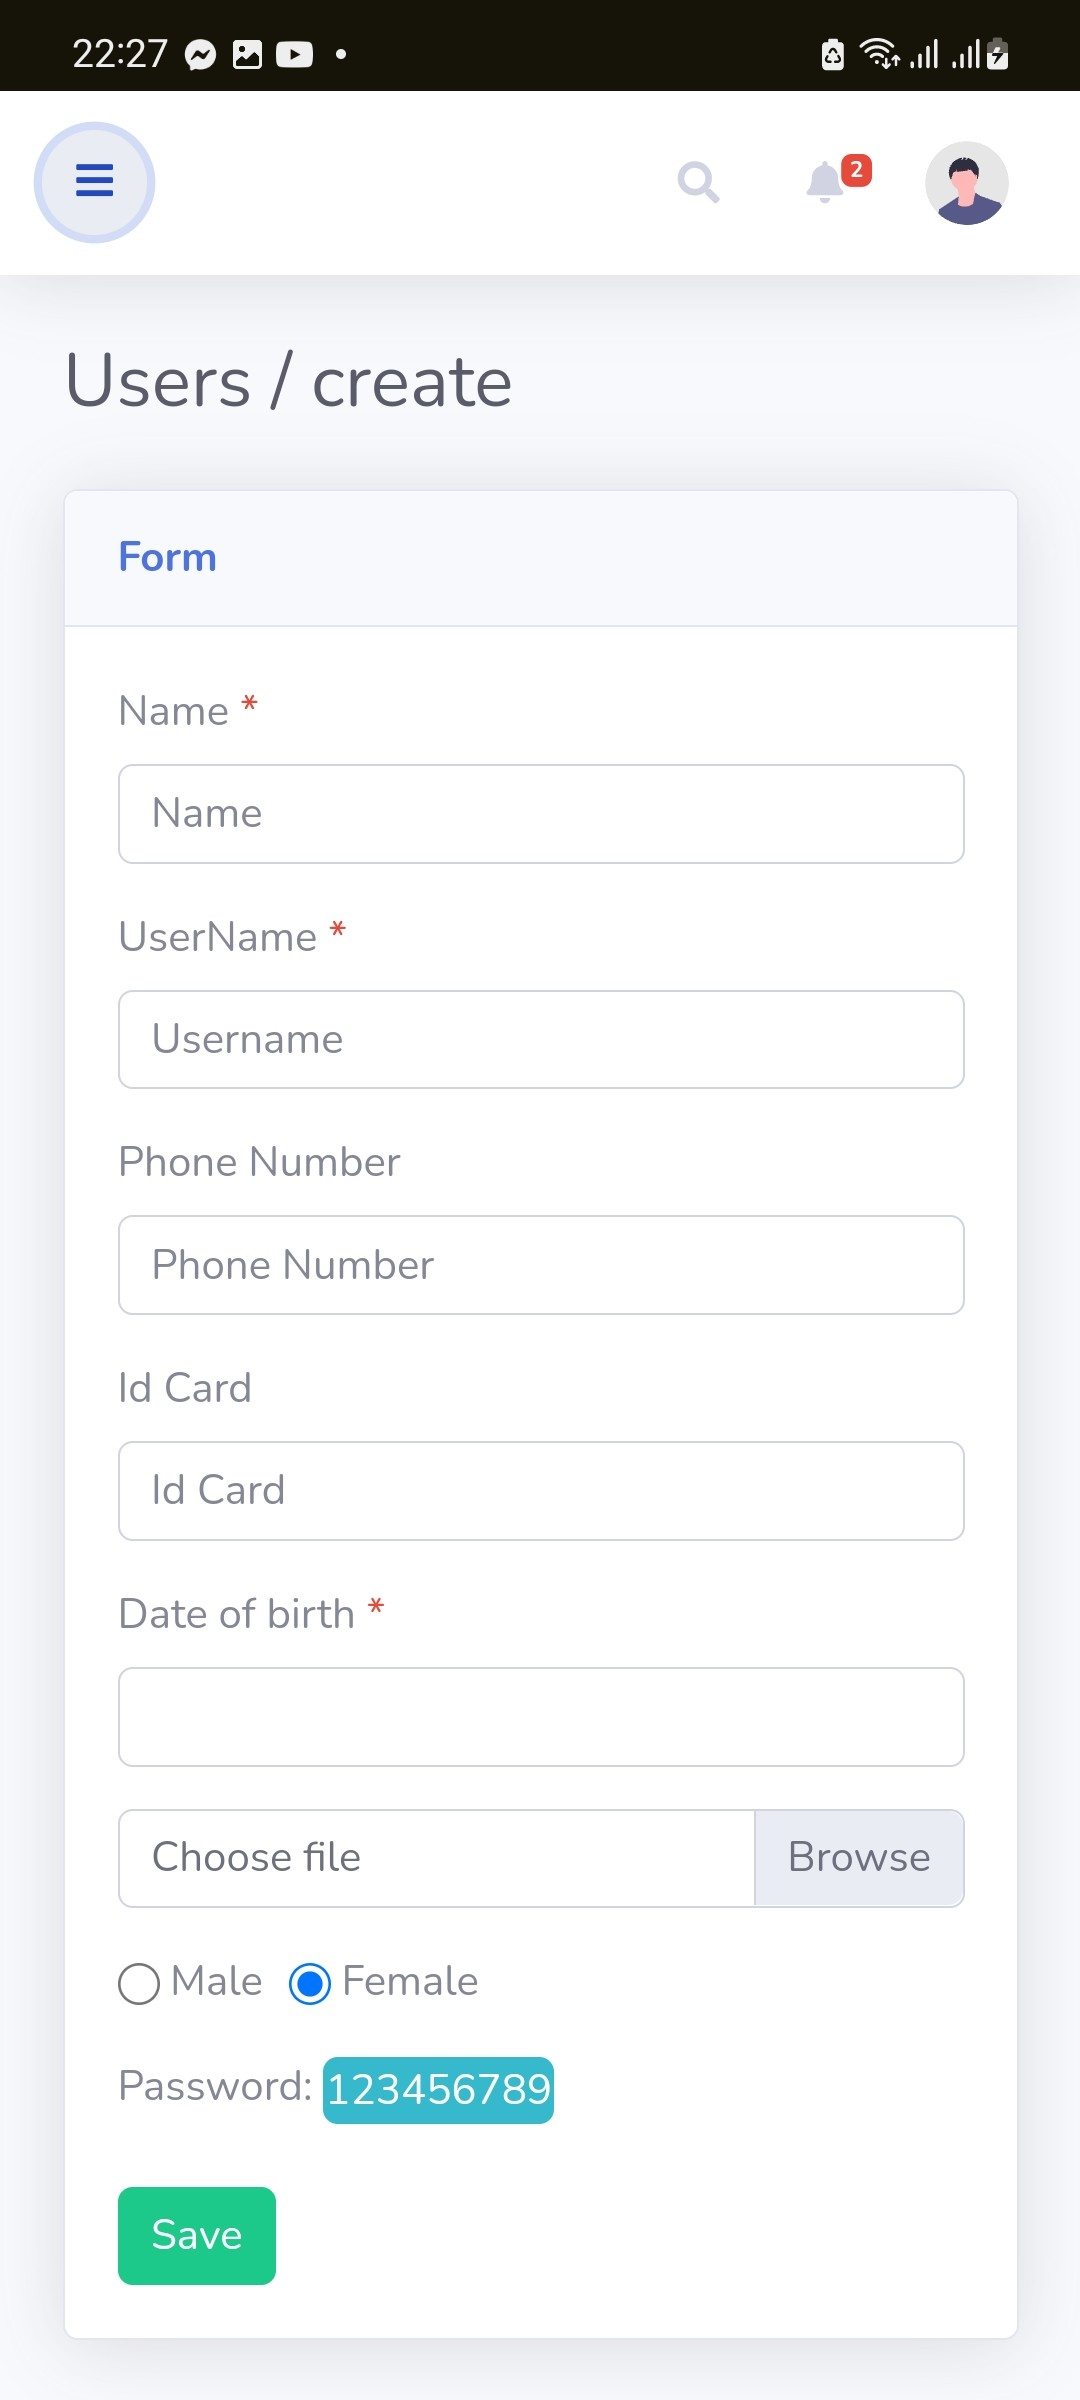 22:27
2
Users / create
Form
Name *
Name
UserName *
Username
Phone Number
Phone Number
Id Card
Id Card
Date of birth *
Choose file Browse
Male Female
Password: 123456789
Save